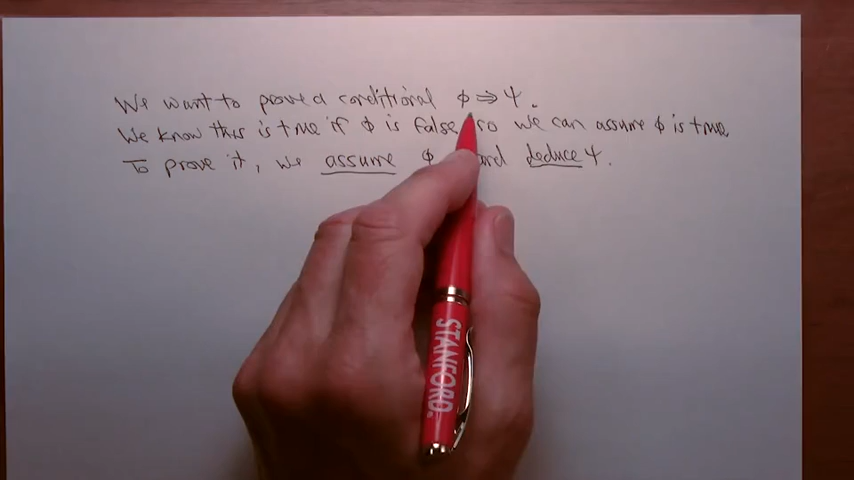 We want to prove a conditional ϕ ⇒ ψ.
We know this is true if ϕ is false so we can assume ϕ is true
To prove it, we assume ϕ and deduce ψ.
STANFORD.